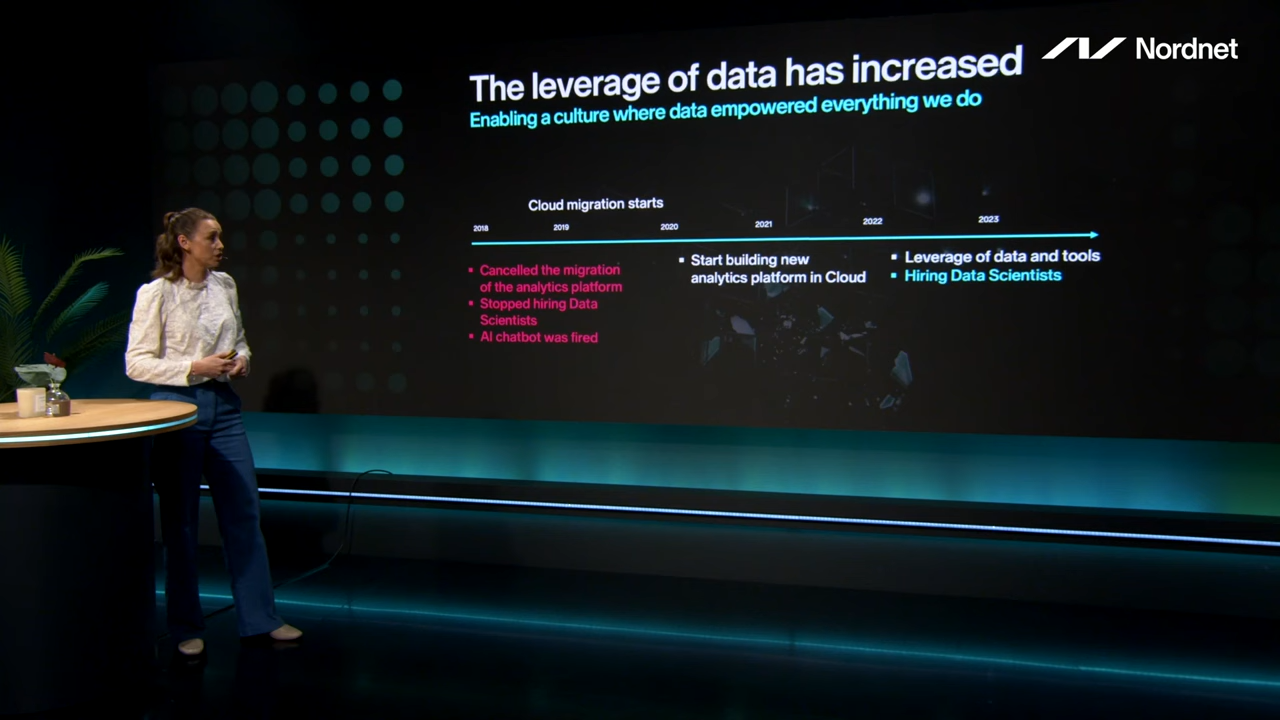 Nordnet
The leverage of data has increased
Enabling a culture where data empowered everything we do
Cloud migration starts
2018 2019 2020 2021 2022 2023
▪ Cancelled the migration
of the analytics platform
▪ Stopped hiring Data
Scientists
▪ AI chatbot was fired
▪ Start building new
analytics platform in Cloud
▪ Leverage of data and tools
▪ Hiring Data Scientists